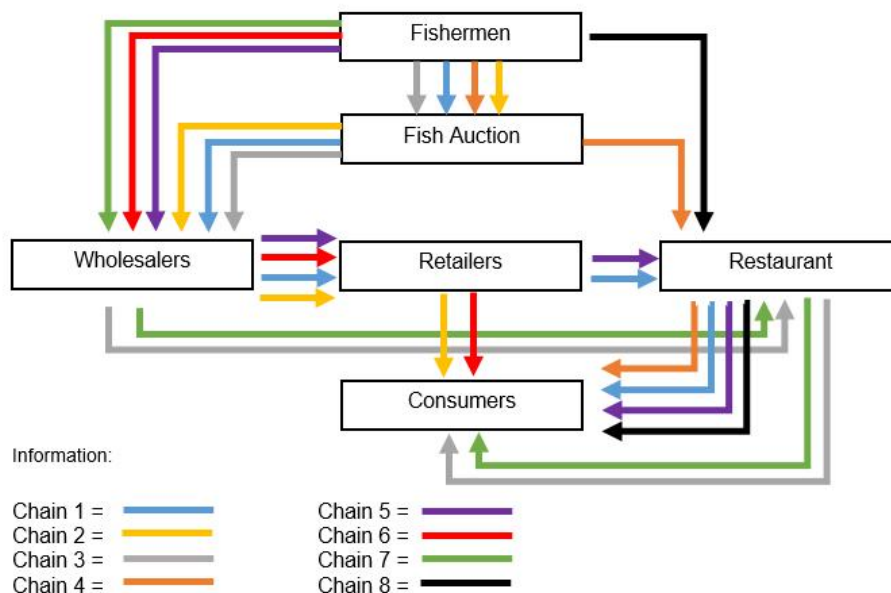 Fishermen
Fish Auction
Wholesalers
Retailers
Restaurant
Consumers
Information:
Chain 1 =
Chain 2 =
Chain 3 =
Chain 4 =
Chain 5 =
Chain 6 =
Chain 7 =
Chain 8 =